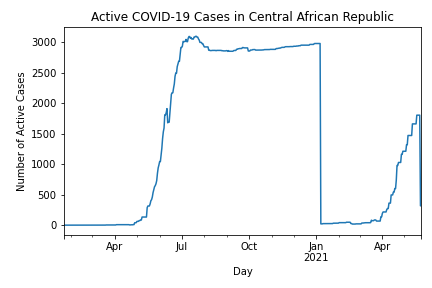 Active COVID-19 Cases in Central African Republic
Number of Active Cases
3000
2500
2000
1500
1000
500
0
Apr
Jul
Oct
Jan
2021
Apr
Day